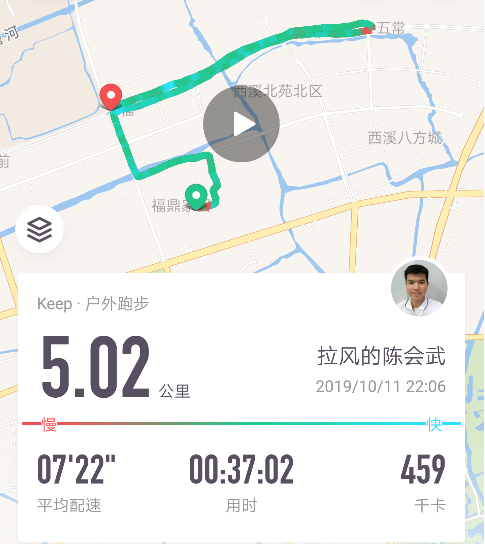 河
五常
西溪北苑北区
西溪八方城
前
福鼎家
Keep · 户外跑步
5.02 公里
拉风的陈会武
2019/10/11 22:06
慢 快
07'22" 00:37:02 459
平均配速 用时 千卡